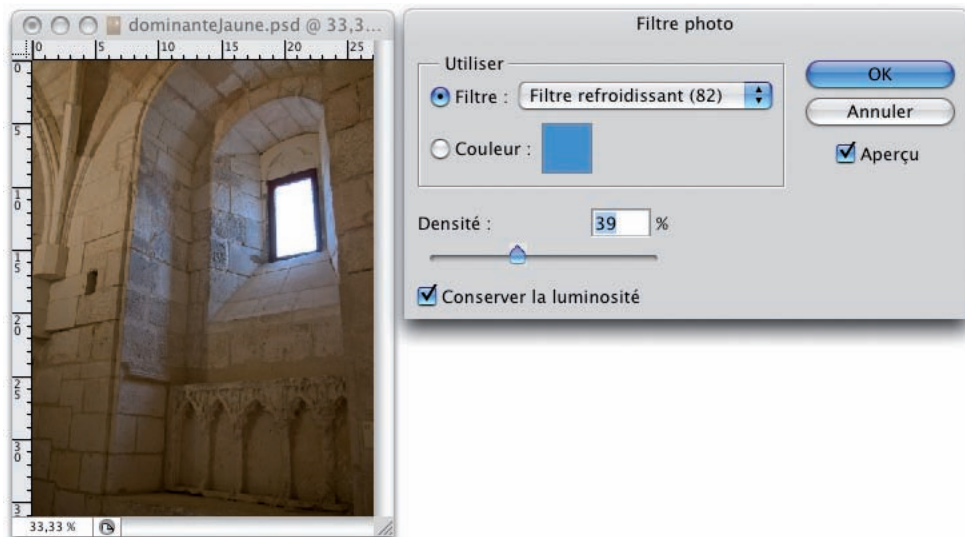 dominanteJaune.psd @ 33,3...
0 5 10 15 20 25
0
5
10
15
20
25
30
3
33,33 %
Filtre photo
Utiliser
Filtre : Filtre refroidissant (82)
Couleur :
OK
Annuler
Aperçu
Densité : 39 %
Conserver la luminosité